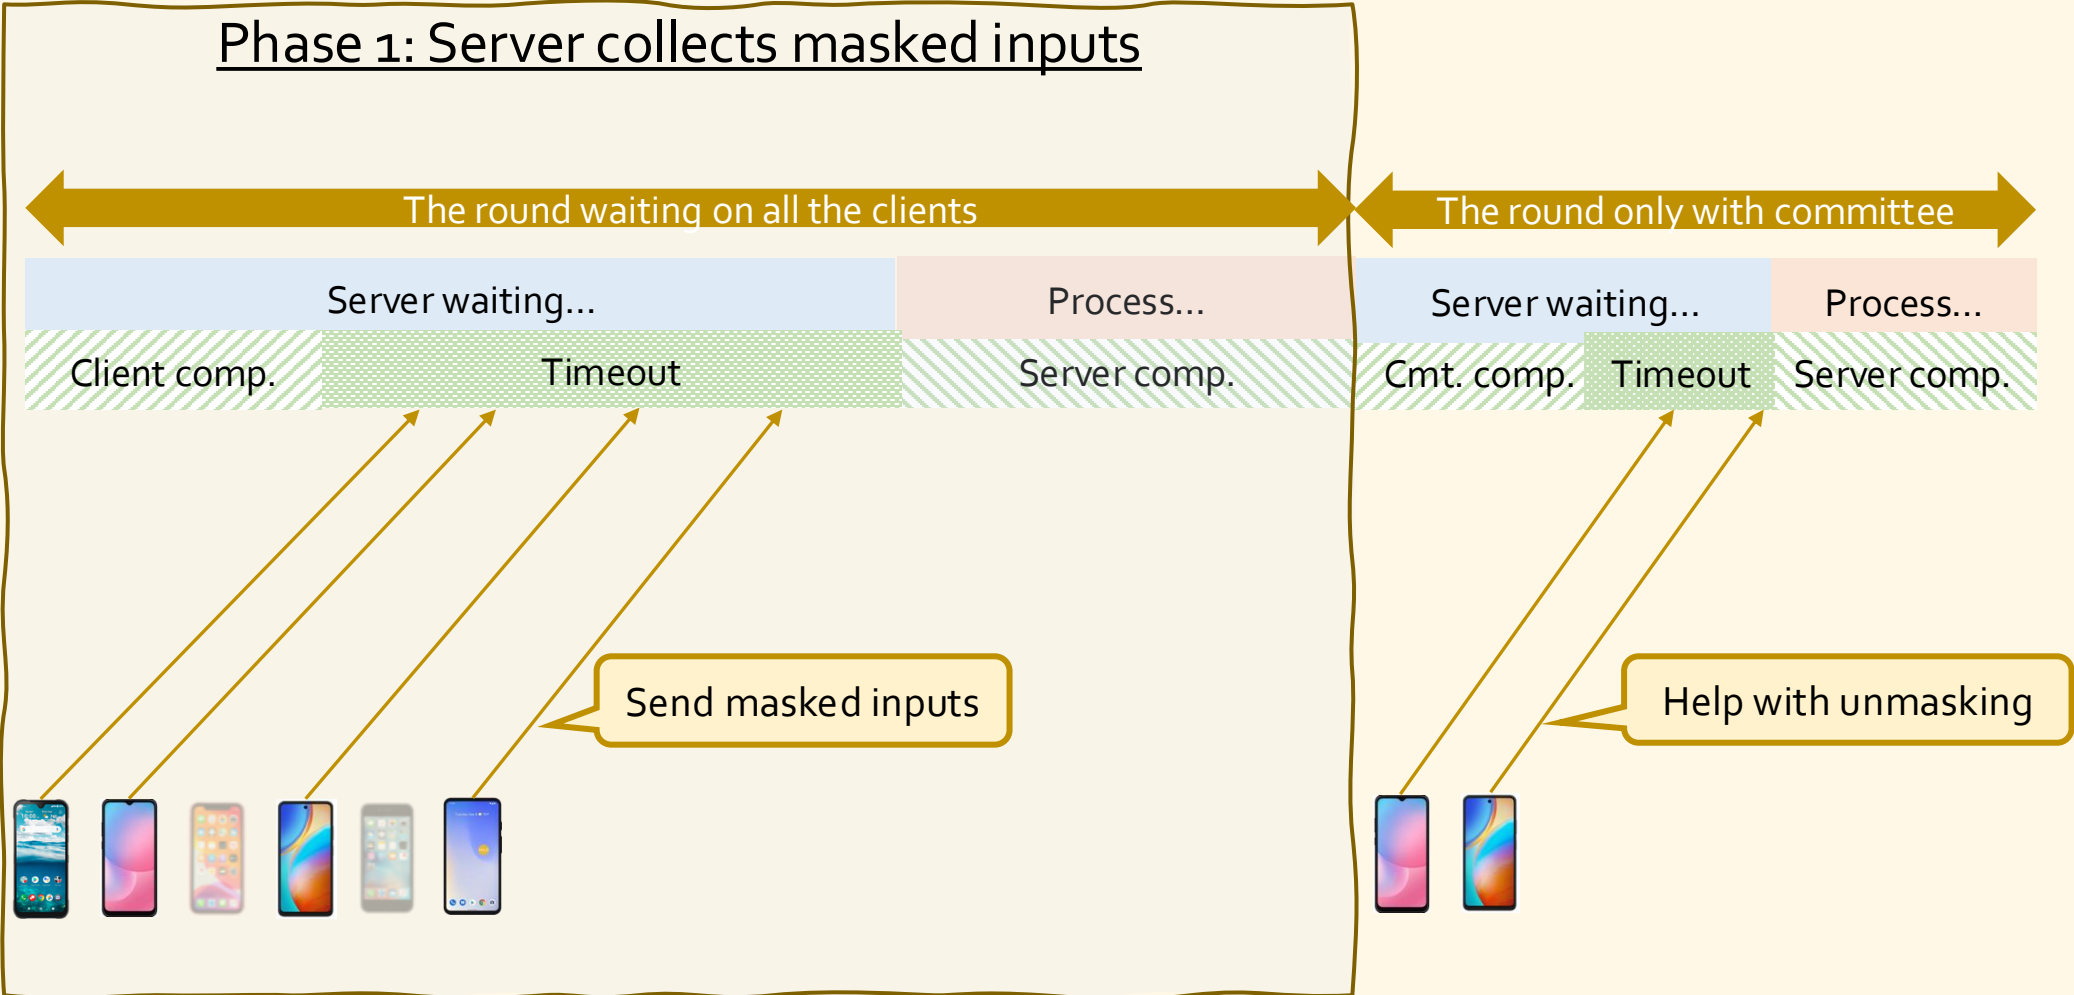 Phase 1: Server collects masked inputs
The round waiting on all the clients
The round only with committee
Server waiting...
Process...
Server waiting...
Process...
Client comp.
Timeout
Server comp.
Cmt. comp.
Timeout
Server comp.
Send masked inputs
Help with unmasking